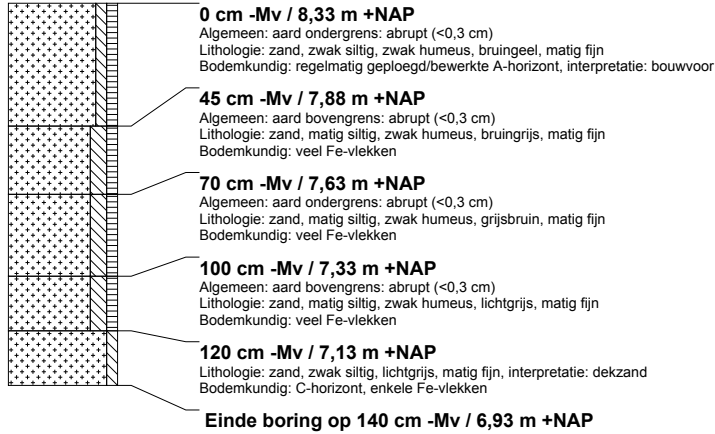 0 cm -Mv / 8,33 m +NAP
Algemeen: aard ondergrens: abrupt (<0,3 cm)
Lithologie: zand, zwak siltig, zwak humeus, bruingeel, matig fijn
Bodemkundig: regelmatig geploegd/bewerkte A-horizont, interpretatie: bouwvoor
45 cm -Mv / 7,88 m +NAP
Algemeen: aard bovengrens: abrupt (<0,3 cm)
Lithologie: zand, matig siltig, zwak humeus, bruingrijs, matig fijn
Bodemkundig: veel Fe-vlekken
70 cm -Mv / 7,63 m +NAP
Algemeen: aard ondergrens: abrupt (<0,3 cm)
Lithologie: zand, matig siltig, zwak humeus, grijsbruin, matig fijn
Bodemkundig: veel Fe-vlekken
100 cm -Mv / 7,33 m +NAP
Algemeen: aard bovengrens: abrupt (<0,3 cm)
Lithologie: zand, matig siltig, zwak humeus, lichtgrijs, matig fijn
Bodemkundig: veel Fe-vlekken
120 cm -Mv / 7,13 m +NAP
Lithologie: zand, zwak siltig, lichtgrijs, matig fijn, interpretatie: dekzand
Bodemkundig: C-horizont, enkele Fe-vlekken
Einde boring op 140 cm -Mv / 6,93 m +NAP